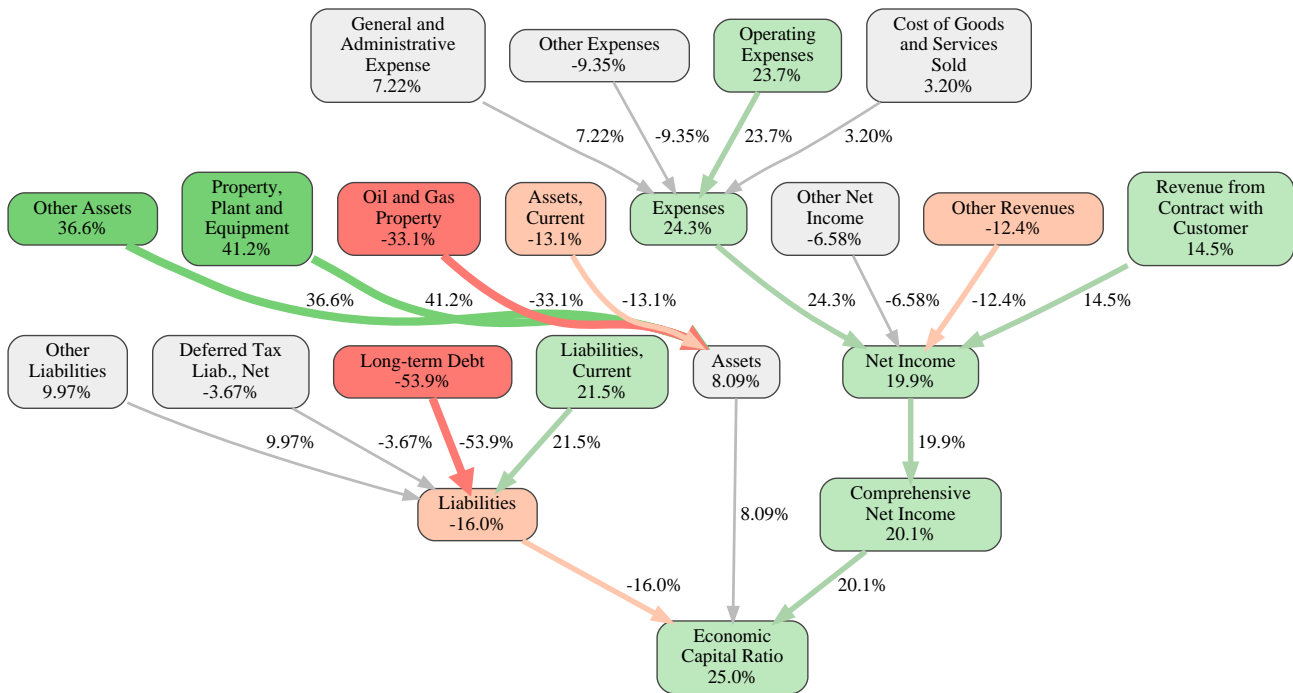 General and
Administrative
Expense
7.22%
Other Expenses
-9.35%
Operating
Expenses
23.7%
Cost of Goods
and Services
Sold
3.20%
7.22%
-9.35%
23.7%
3.20%
Other Assets
36.6%
Property,
Plant and
Equipment
41.2%
Oil and Gas
Property
-33.1%
Assets,
Current
-13.1%
Expenses
24.3%
Other Net
Income
-6.58%
Other Revenues
-12.4%
Revenue from
Contract with
Customer
14.5%
36.6%
41.2%
-33.1%
-13.1%
24.3%
-6.58%
-12.4%
14.5%
Other
Liabilities
9.97%
Deferred Tax
Liab., Net
-3.67%
Long-term Debt
-53.9%
Liabilities,
Current
21.5%
Assets
8.09%
Net Income
19.9%
9.97%
-3.67%
-53.9%
21.5%
19.9%
Liabilities
-16.0%
8.09%
Comprehensive
Net Income
20.1%
-16.0%
20.1%
Economic
Capital Ratio
25.0%